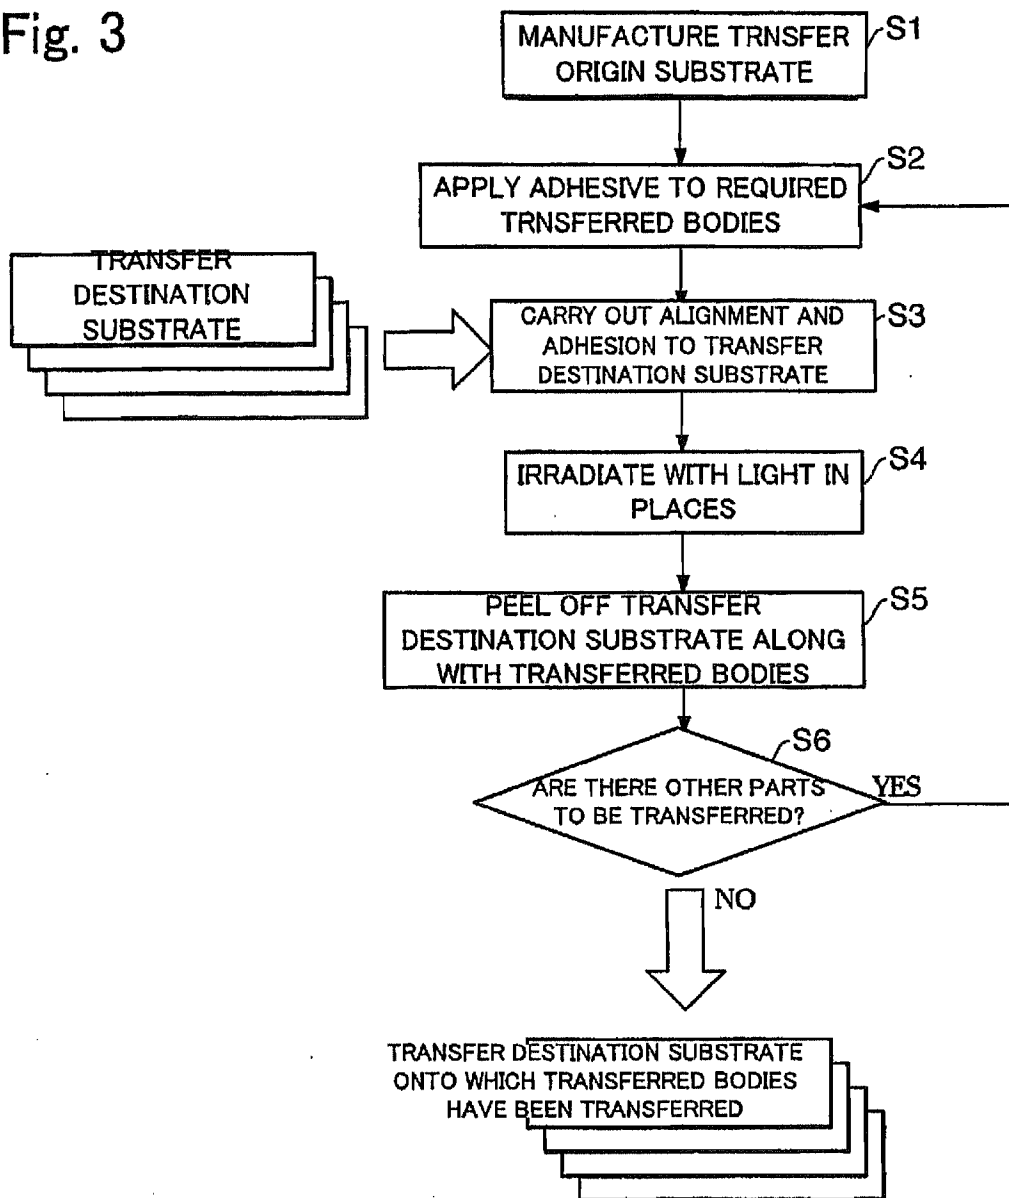 Fig. 3
MANUFACTURE TRNSFER
ORIGIN SUBSTRATE
S1
APPLY ADHESIVE TO REQUIRED
TRNSFERRED BODIES
S2
TRANSFER
DESTINATION
SUBSTRATE
CARRY OUT ALIGNMENT AND
ADHESION TO TRANSFER
DESTINATION SUBSTRATE
S3
IRRADIATE WITH LIGHT IN
PLACES
S4
PEEL OFF TRANSFER
DESTINATION SUBSTRATE ALONG
WITH TRANSFERRED BODIES
S5
S6
ARE THERE OTHER PARTS
TO BE TRANSFERRED?
YES
NO
TRANSFER DESTINATION SUBSTRATE
ONTO WHICH TRANSFERRED BODIES
HAVE BEEN TRANSFERRED